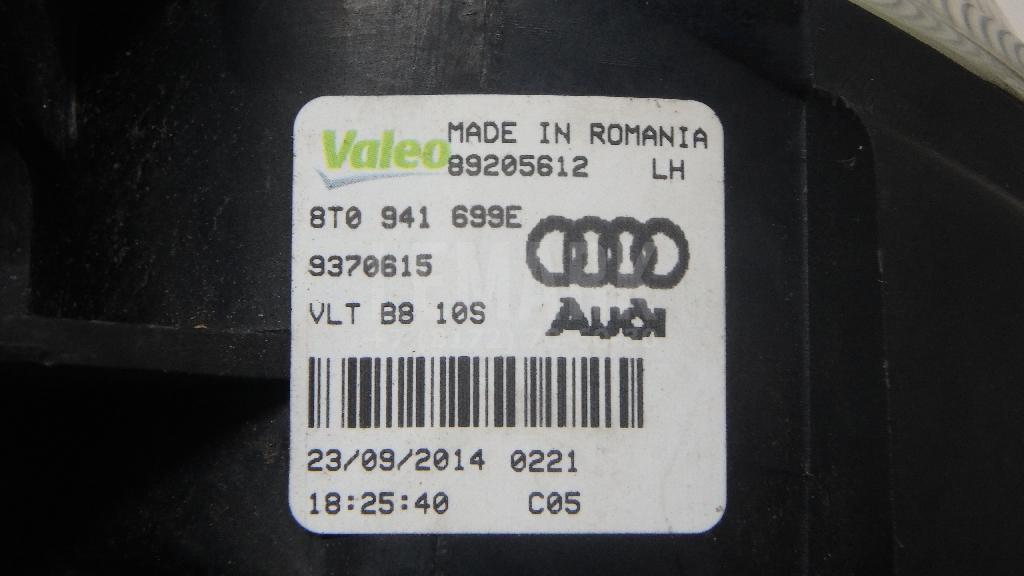 Valeo MADE IN ROMANIA
89205612 LH
8T0 941 699E
9370615
VLT B8 10S
Audi
23/09/2014 0221
18:25:40 C05